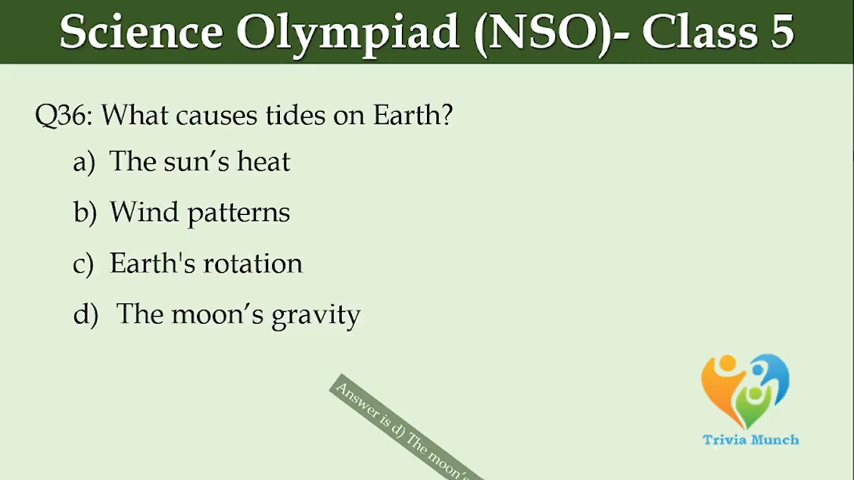 Science Olympiad (NSO)- Class 5
Q36: What causes tides on Earth?
a) The sun’s heat
b) Wind patterns
c) Earth's rotation
d) The moon’s gravity
Answer is d) The moon’s
Trivia Munch